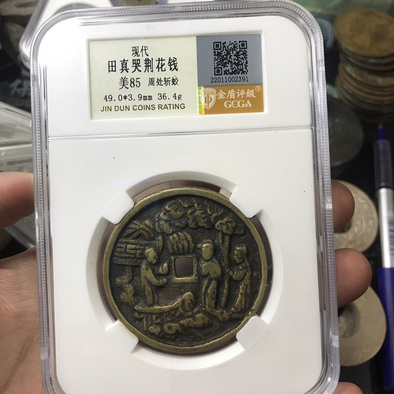 现代
田真哭荆花钱
美85 周处斩蛟
49.0*3.9mm 36.4g
JIN DUN COINS RATING
22011002391
金盾评级
GCGA